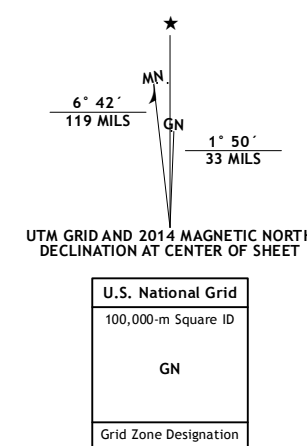 ★
MN
6° 42´
119 MILS
GN
1° 50´
33 MILS
UTM GRID AND 2014 MAGNETIC NORTH
DECLINATION AT CENTER OF SHEET
U.S. National Grid
100,000-m Square ID
GN
Grid Zone Designation